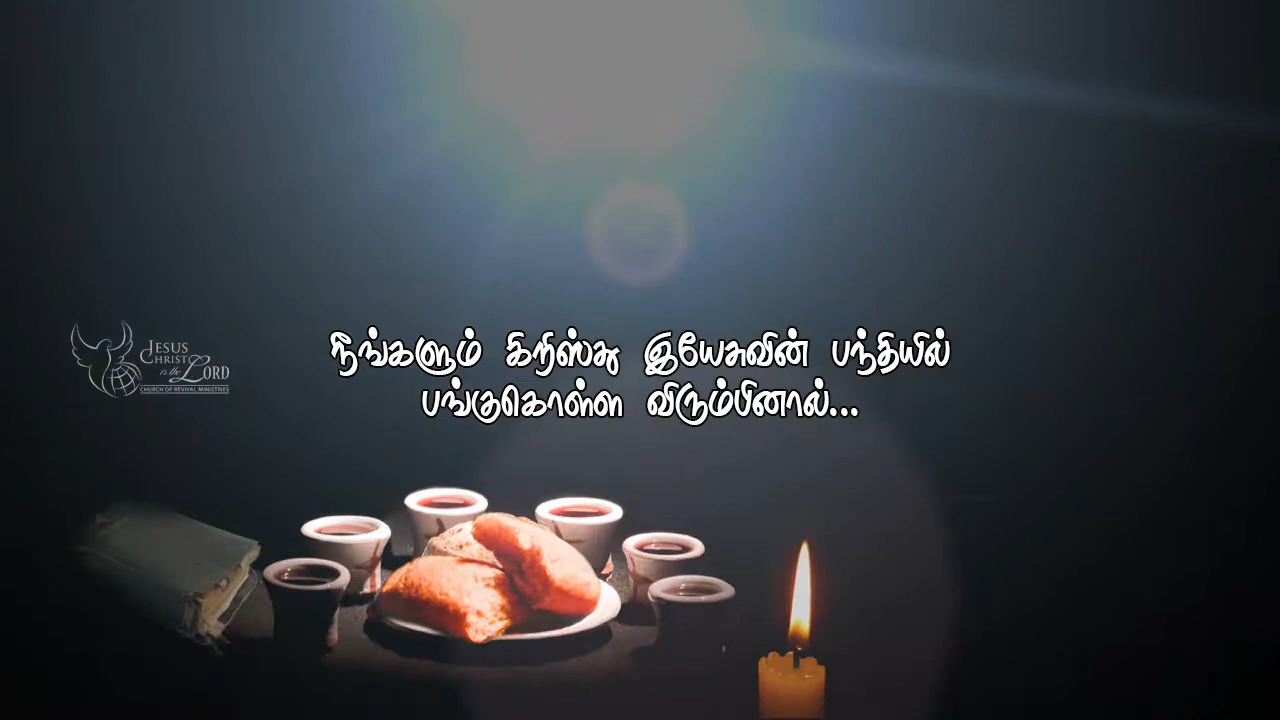 JESUS
CHRIST
is the LORD
CHURCH OF REVIVAL MINISTRIES
நீங்களும் கிறிஸ்து இயேசுவின் பந்தியில்
பங்குகொள்ள விரும்பினால்...